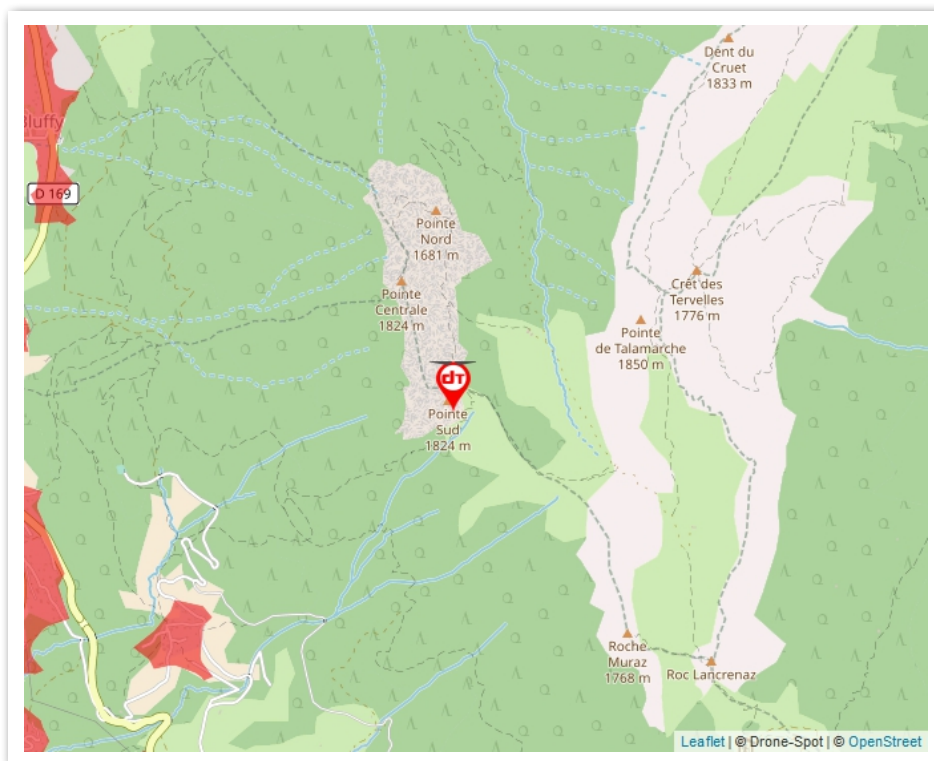 Dent du
Cruet
1833 m
Bluffy
D 169
Pointe
Nord
1681 m
Crêt des
Tervelles
1776 m
Pointe
Centrale
1824 m
Pointe
de Talamarche
1850 m
dT
Pointe
Sud
1824 m
Roche
Muraz
1768 m
Roc Lancrenaz
Leaflet | © Drone-Spot | © OpenStreet